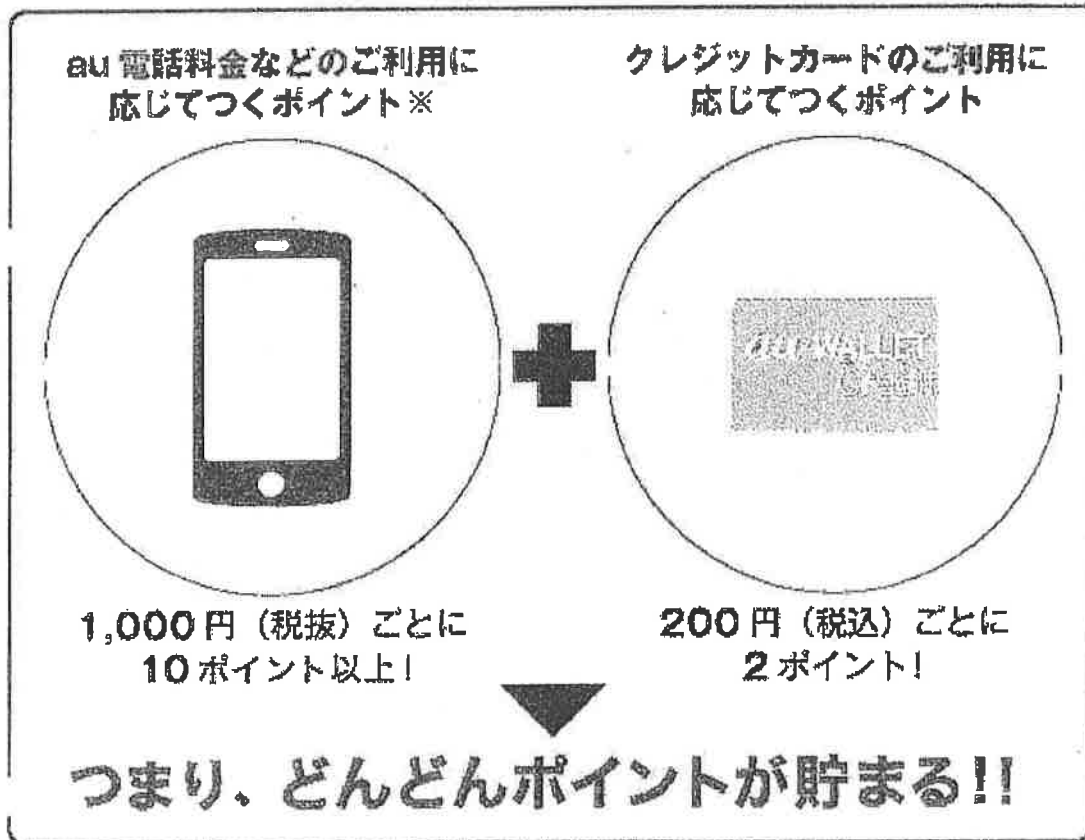 au 電話料金などのご利用に
応じてつくポイント※
クレジットカードのご利用に
応じてつくポイント
au WALLET
CREDIT
1,000円（税抜）ごとに
10ポイント以上！
200円（税込）ごとに
2ポイント！
つまり、どんどんポイントが貯まる!!